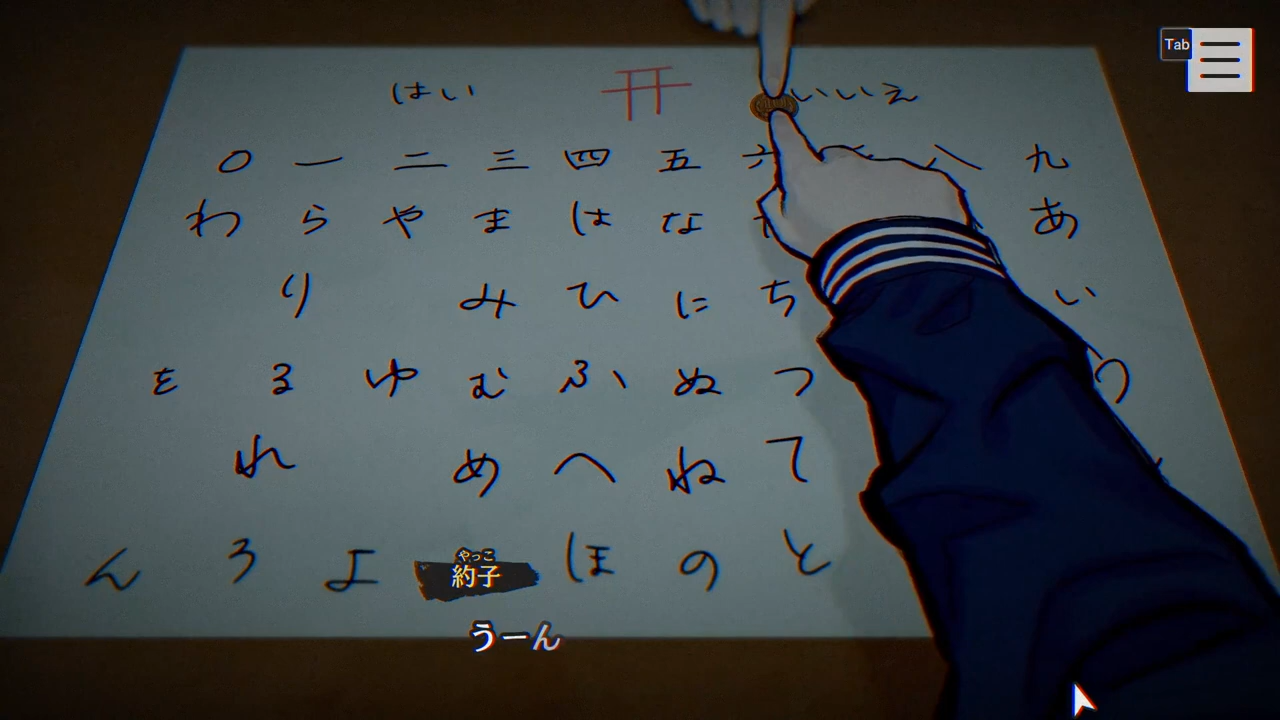 Tab
はい いいえ
〇 一 二 三 四 五 六 八 九
わ ら や ま は な あ
り み ひ に ち い
を る ゆ む ふ ぬ つ う
れ め へ ね て
ん ろ よ ほ の と
やっこ
約子
うーん